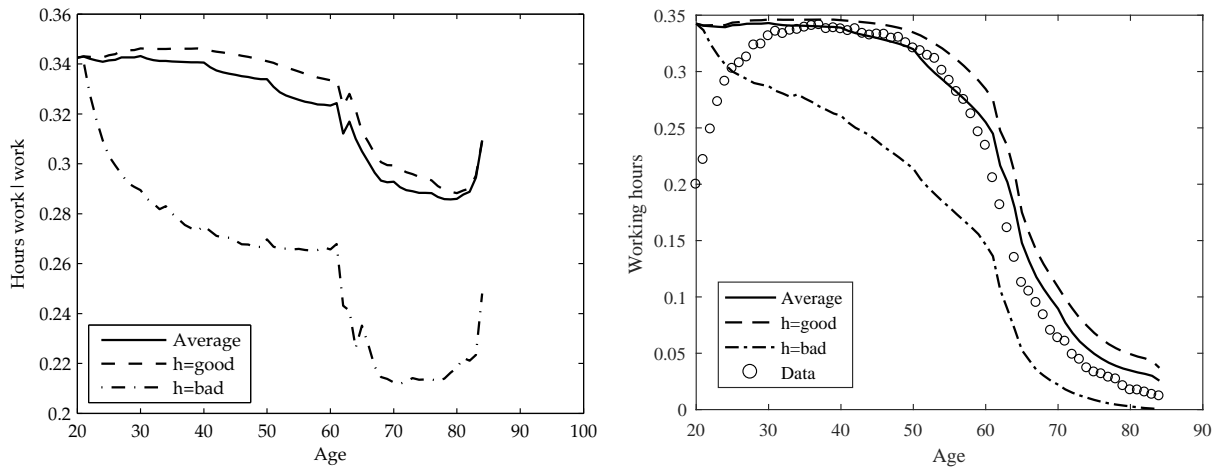 Hours work | work
0.36
0.34
0.32
0.3
0.28
0.26
0.24
0.22
0.2
20 30 40 50 60 70 80 90 100
Age
Average
h=good
h=bad
Working hours
0.35
0.3
0.25
0.2
0.15
0.1
0.05
0
20 30 40 50 60 70 80 90
Age
Average
h=good
h=bad
Data